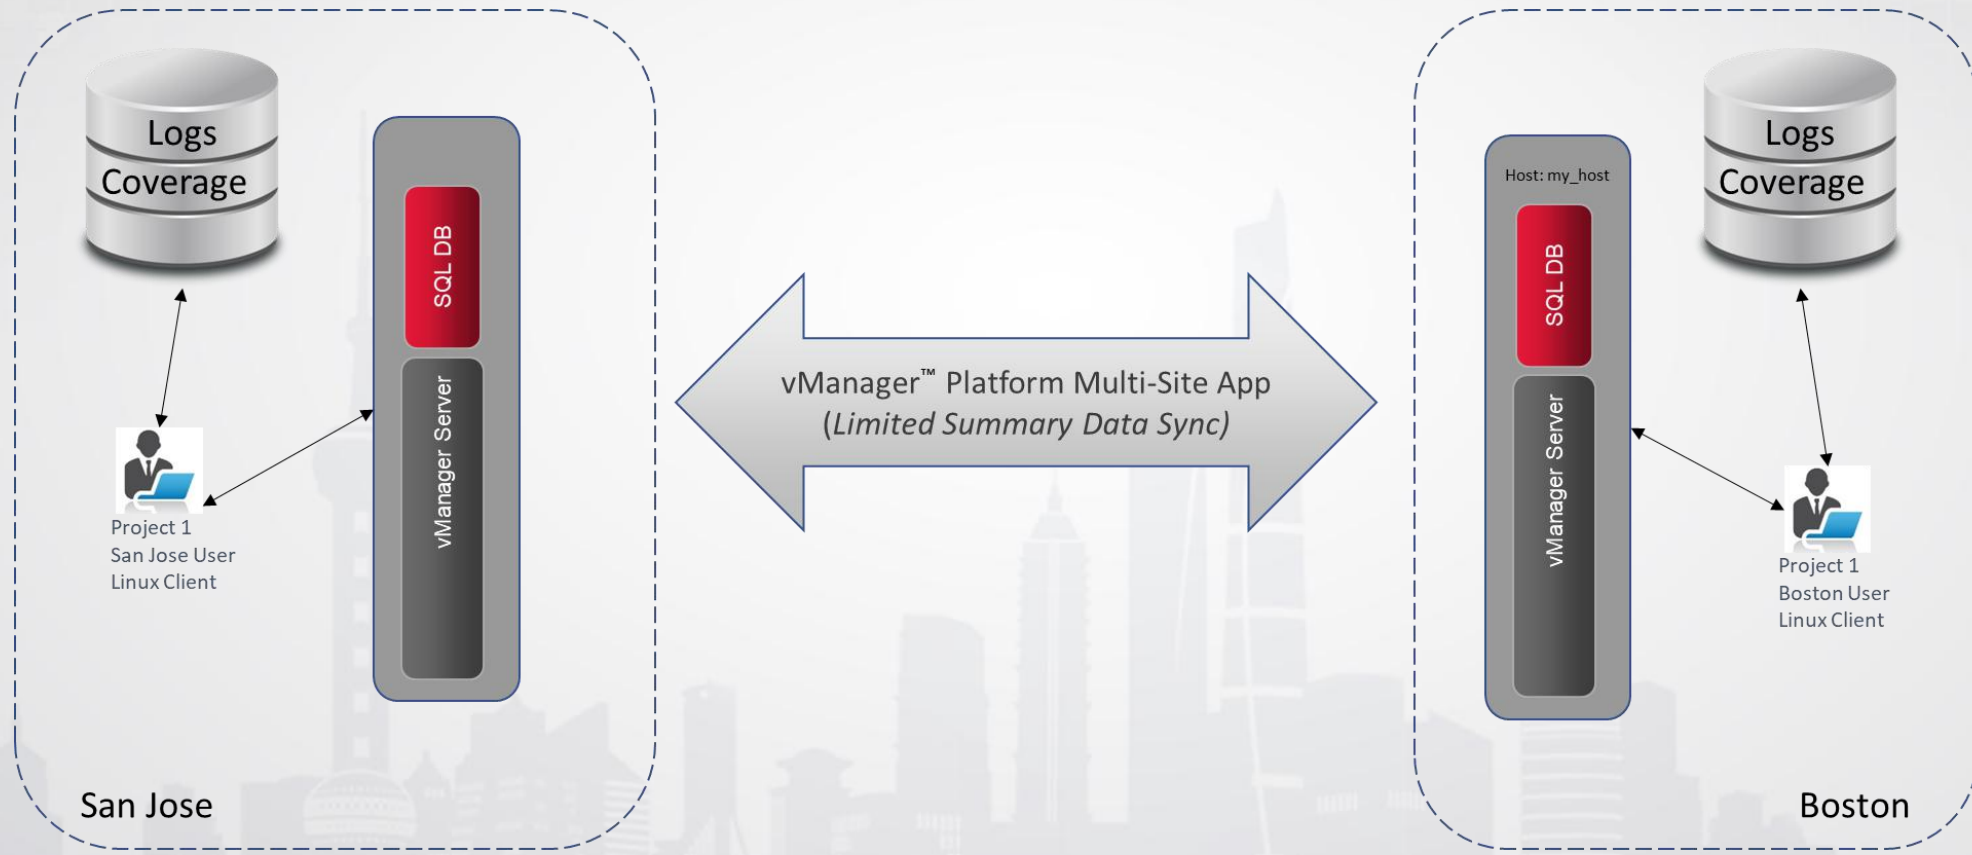 Logs
Coverage
SQL DB
vManager Server
Project 1
San Jose User
Linux Client
San Jose
vManager™ Platform Multi-Site App
(Limited Summary Data Sync)
Host: my_host
SQL DB
vManager Server
Logs
Coverage
Project 1
Boston User
Linux Client
Boston